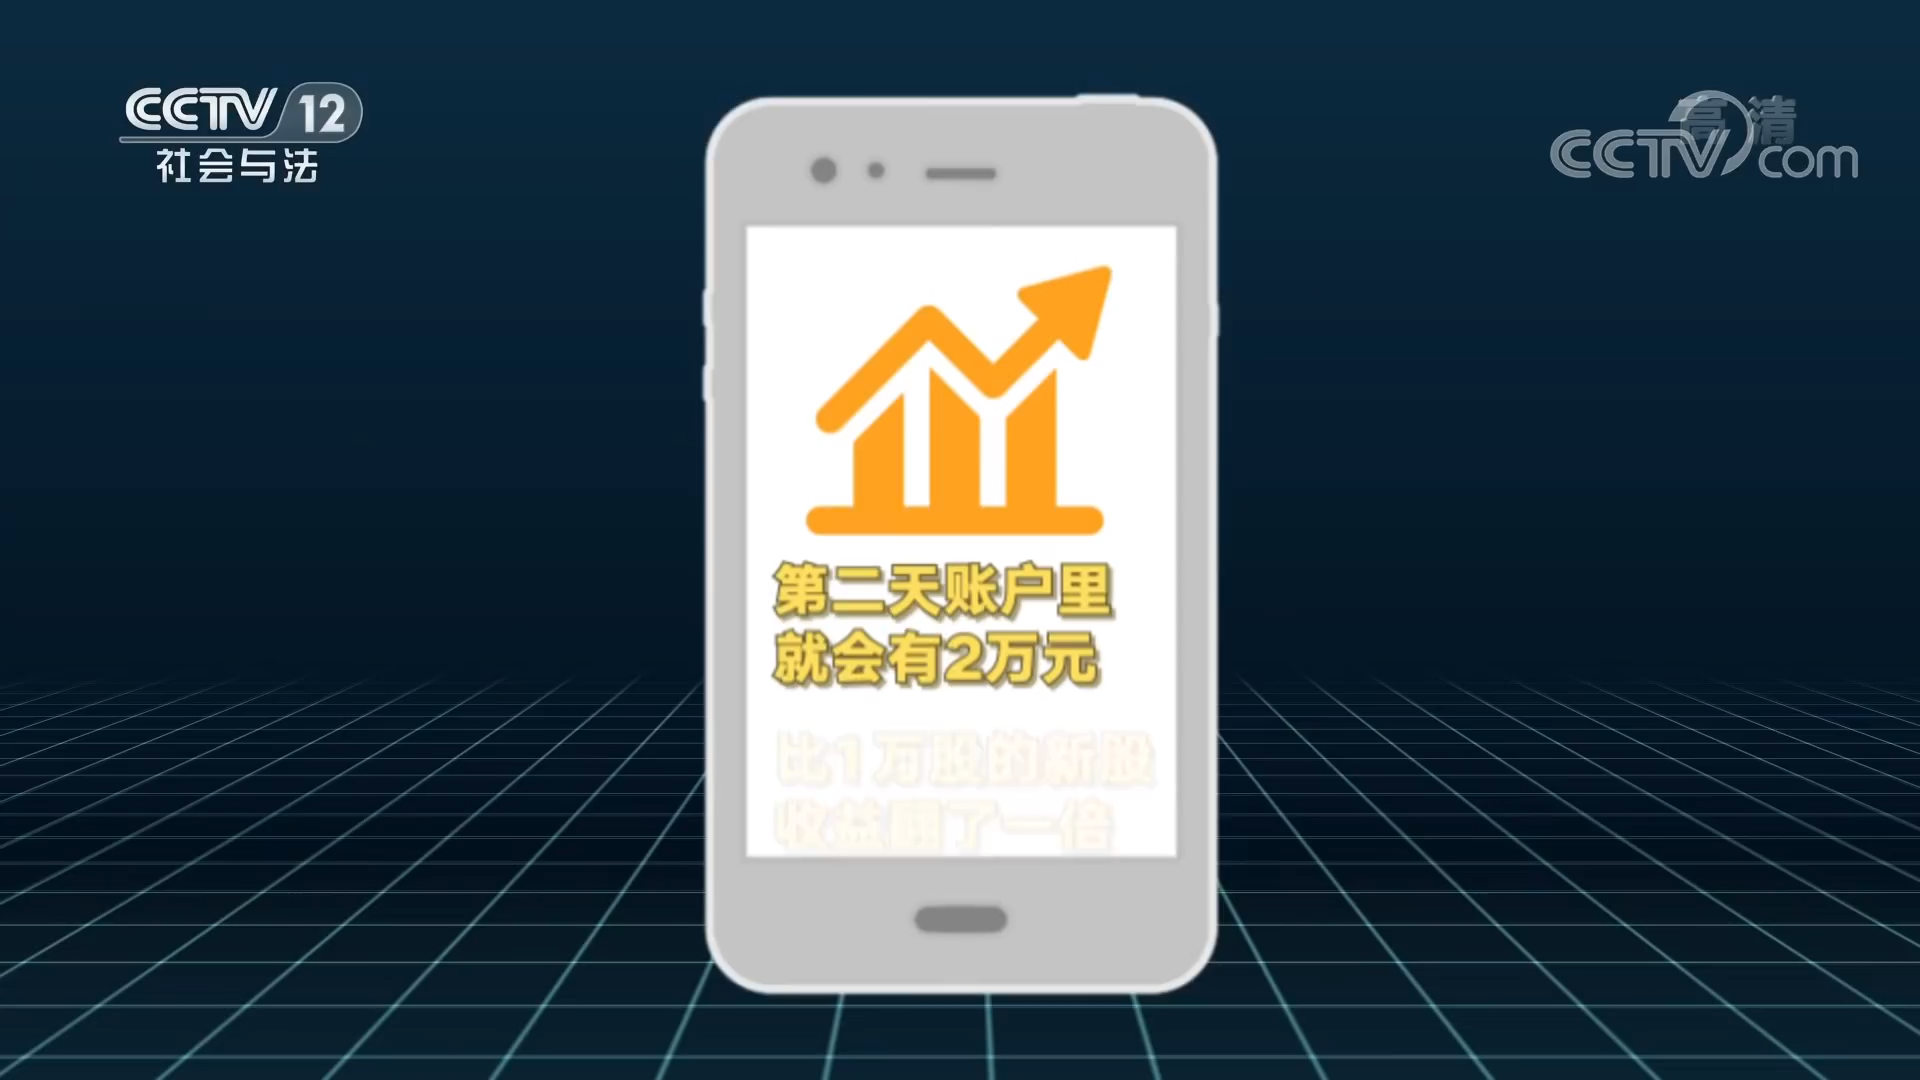 CCTV 12
社会与法
高清
CCTV com
第二天账户里
就会有2万元
比1万股的新股
收益翻了一倍